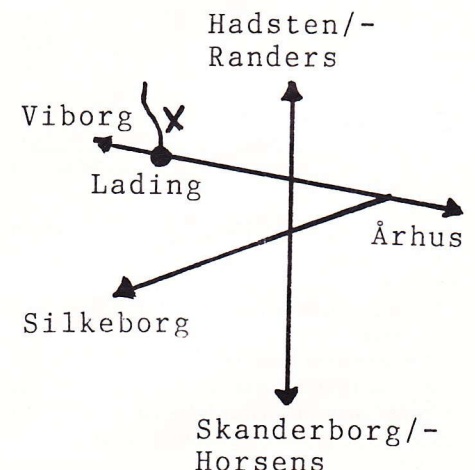 Hadsten/-
Randers
Viborg
X
Lading
Århus
Silkeborg
Skanderborg/-
Horsens